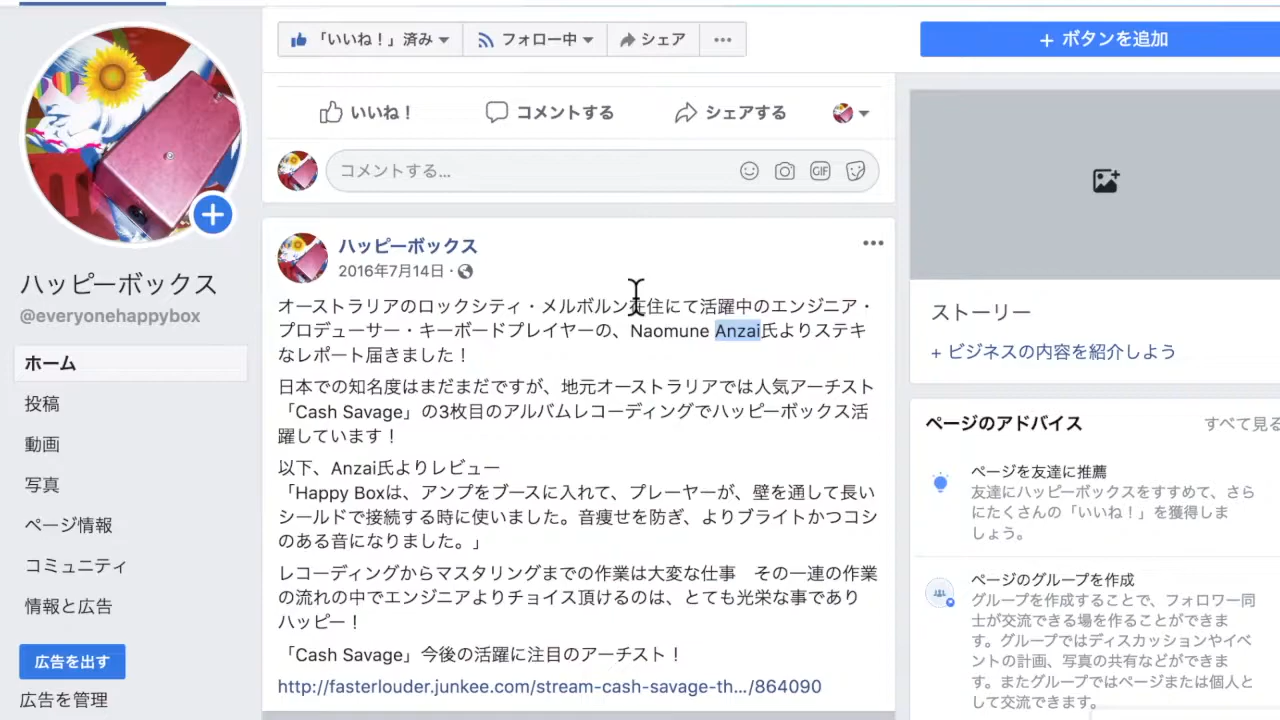 「いいね！」済み
フォロー中
シェア
＋ ボタンを追加
いいね！
コメントする
シェアする
コメントする...
GIF
ハッピーボックス
@everyonehappybox
ホーム
投稿
動画
写真
ページ情報
コミュニティ
情報と広告
広告を出す
広告を管理
ハッピーボックス
2016年7月14日 ·
オーストラリアのロックシティ・メルボルン在住にて活躍中のエンジニア・
プロデューサー・キーボードプレイヤーの、Naomune Anzai氏よりステキ
なレポート届きました！
日本での知名度はまだまだですが、地元オーストラリアでは人気アーチスト
「Cash Savage」の3枚目のアルバムレコーディングでハッピーボックス活
躍しています！
以下、Anzai氏よりレビュー
「Happy Boxは、アンプをブースに入れて、プレーヤーが、壁を通して長い
シールドで接続する時に使いました。音痩せを防ぎ、よりブライトかつコシ
のある音になりました。」
レコーディングからマスタリングまでの作業は大変な仕事　その一連の作業
の流れの中でエンジニアよりチョイス頂けるのは、とても光栄な事であり
ハッピー！
「Cash Savage」今後の活躍に注目のアーチスト！
http://fasterlouder.junkee.com/stream-cash-savage-th.../864090
ストーリー
+ ビジネスの内容を紹介しよう
ページのアドバイス
すべて見る
ページを友達に推薦
友達にハッピーボックスをすすめて、さら
にたくさんの「いいね！」を獲得しま
しょう。
ページのグループを作成
グループを作成することで、フォロワー同
士が交流できる場を作ることができま
す。グループではディスカッションやイベ
ントの計画、写真の共有などができま
す。またグループではページまたは個人と
して交流できます。